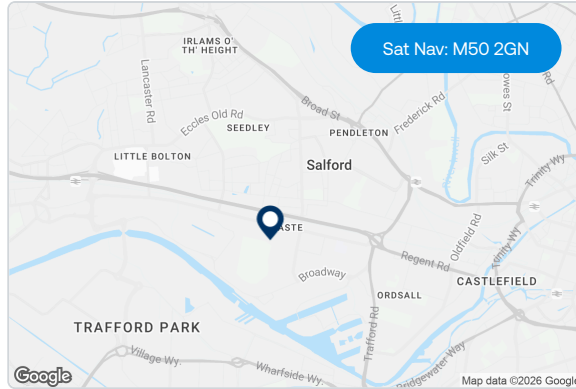 IRLAMS O'
TH' HEIGHT
Sat Nav: M50 2GN
Lancaster Rd
Broad St
Frederick Rd
Eccles Old Rd
SEEDLEY
PENDLETON
LITTLE BOLTON
Salford
Silk St
Trinity Wy
ASTE
Oldfield Rd
Trinity Wy
Regent Rd
Broadway
CASTLEFIELD
ORDSALL
TRAFFORD PARK
Trafford Rd
Village Wy.
Wharfside Wy.
Bridgewater Way
Google
Map data ©2026 Google